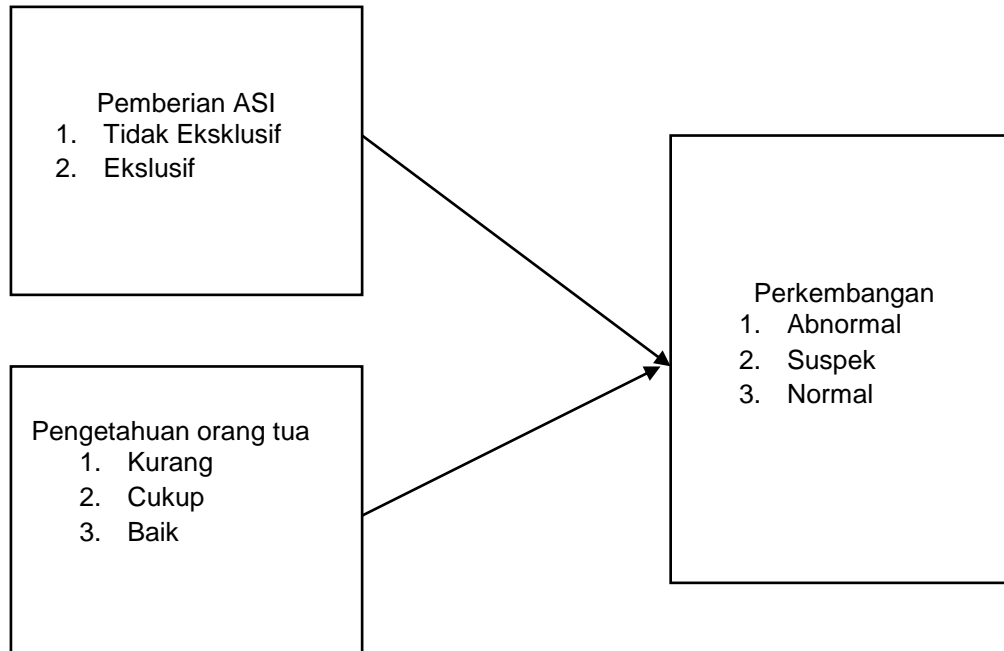 Pemberian ASI
1. Tidak Eksklusif
2. Ekslusif
Pengetahuan orang tua
1. Kurang
2. Cukup
3. Baik
Perkembangan
1. Abnormal
2. Suspek
3. Normal